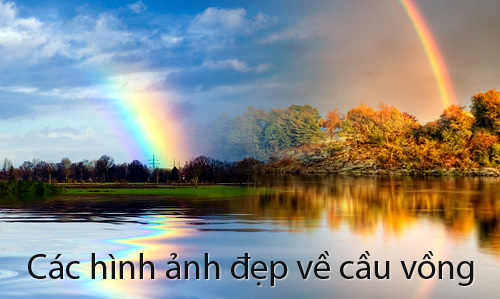 Các hình ảnh đẹp về cầu vồng